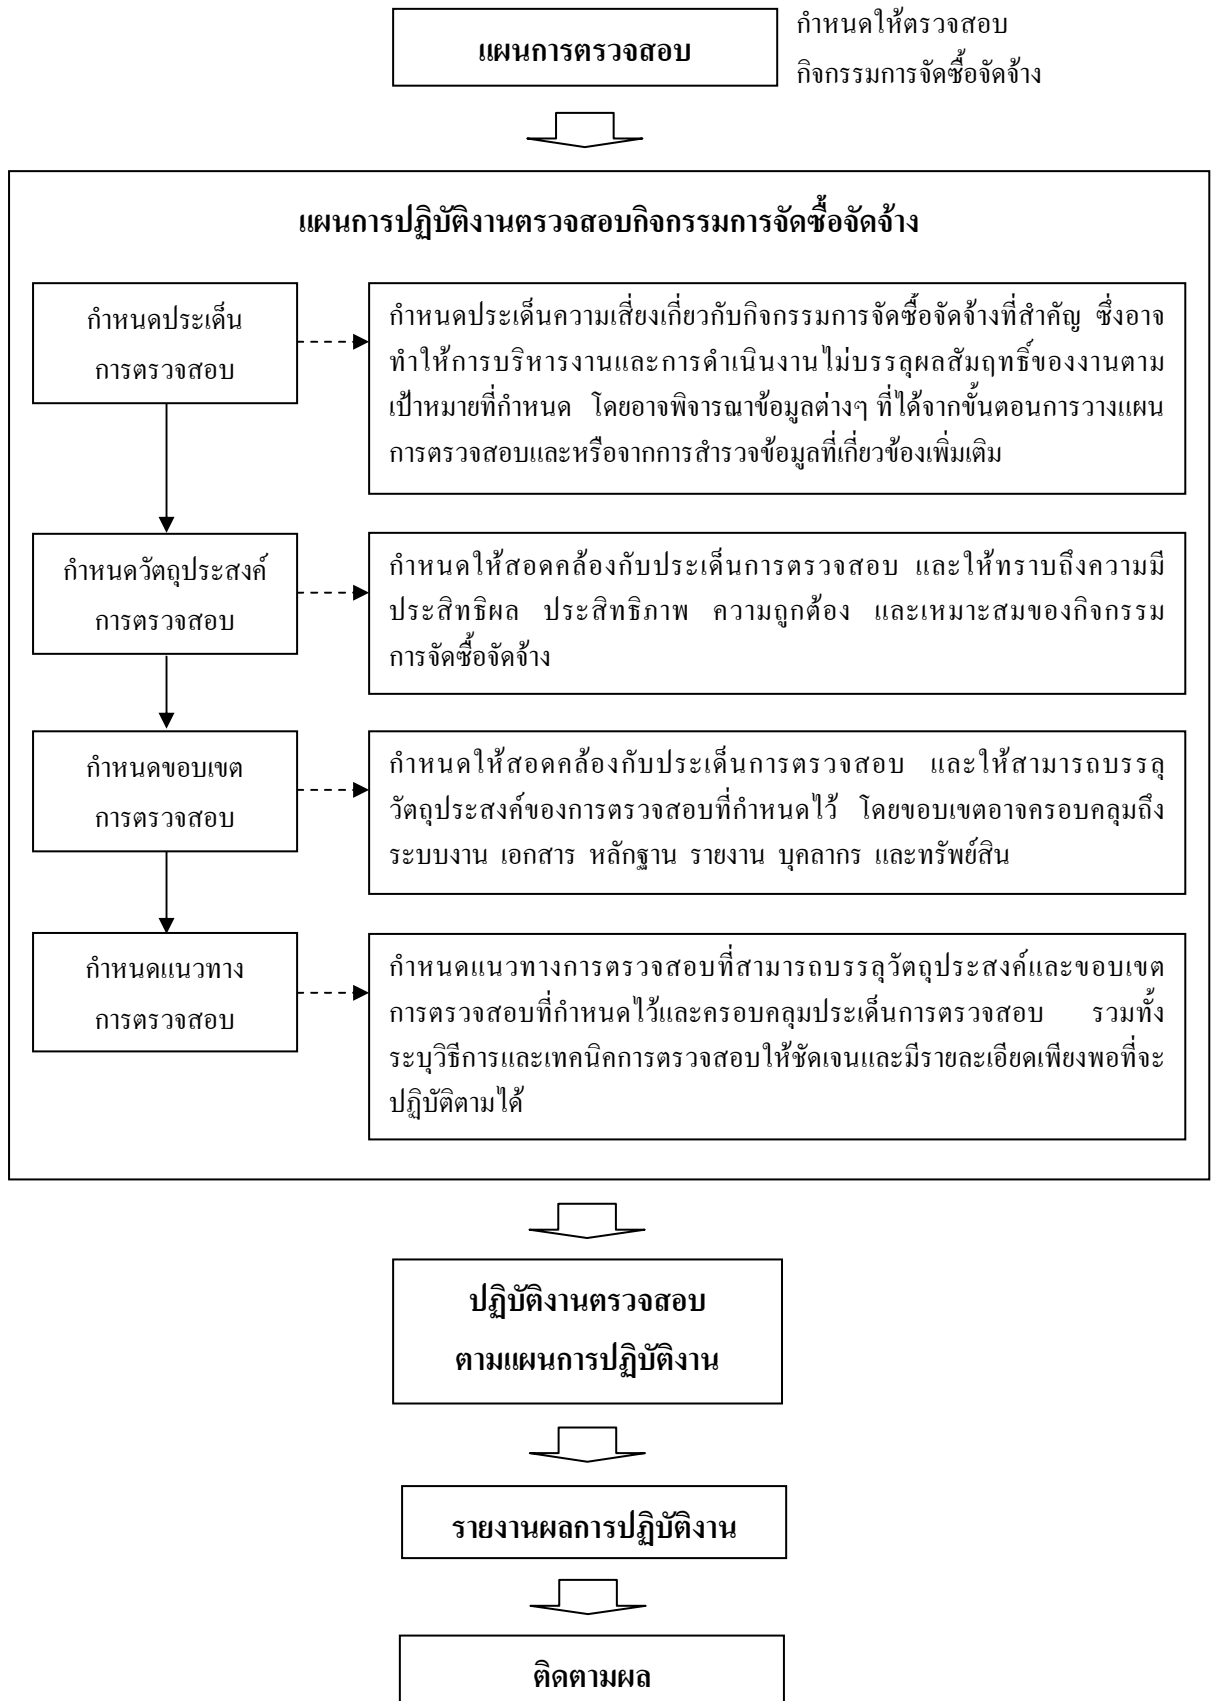 แผนการตรวจสอบ
กำหนดให้ตรวจสอบ
กิจกรรมการจัดซื้อจัดจ้าง
แผนการปฏิบัติงานตรวจสอบกิจกรรมการจัดซื้อจัดจ้าง
กำหนดประเด็น
การตรวจสอบ
กำหนดประเด็นความเสี่ยงเกี่ยวกับกิจกรรมการจัดซื้อจัดจ้างที่สำคัญ ซึ่งอาจ
ทำให้การบริหารงานและการดำเนินงานไม่บรรลุผลสัมฤทธิ์ของงานตาม
เป้าหมายที่กำหนด โดยอาจพิจารณาข้อมูลต่างๆ ที่ได้จากขั้นตอนการวางแผน
การตรวจสอบและหรือจากการสำรวจข้อมูลที่เกี่ยวข้องเพิ่มเติม
กำหนดวัตถุประสงค์
การตรวจสอบ
กำหนดให้สอดคล้องกับประเด็นการตรวจสอบ และให้ทราบถึงความมี
ประสิทธิผล ประสิทธิภาพ ความถูกต้อง และเหมาะสมของกิจกรรม
การจัดซื้อจัดจ้าง
กำหนดขอบเขต
การตรวจสอบ
กำหนดให้สอดคล้องกับประเด็นการตรวจสอบ และให้สามารถบรรลุ
วัตถุประสงค์ของการตรวจสอบที่กำหนดไว้ โดยขอบเขตอาจครอบคลุมถึง
ระบบงาน เอกสาร หลักฐาน รายงาน บุคลากร และทรัพย์สิน
กำหนดแนวทาง
การตรวจสอบ
กำหนดแนวทางการตรวจสอบที่สามารถบรรลุวัตถุประสงค์และขอบเขต
การตรวจสอบที่กำหนดไว้และครอบคลุมประเด็นการตรวจสอบ รวมทั้ง
ระบุวิธีการและเทคนิคการตรวจสอบให้ชัดเจนและมีรายละเอียดเพียงพอที่จะ
ปฏิบัติตามได้
ปฏิบัติงานตรวจสอบ
ตามแผนการปฏิบัติงาน
รายงานผลการปฏิบัติงาน
ติดตามผล